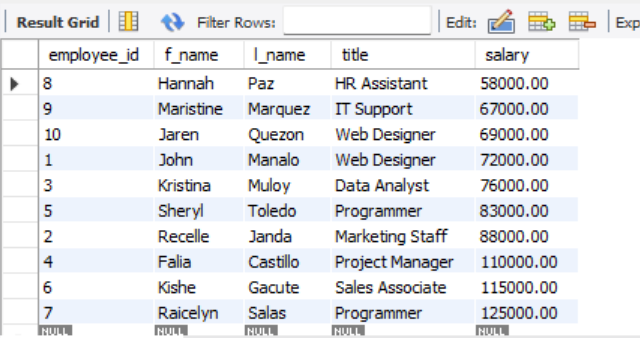 Result Grid Filter Rows: Edit: Exp
employee_id f_name l_name title salary
8 Hannah Paz HR Assistant 58000.00
9 Maristine Marquez IT Support 67000.00
10 Jaren Quezon Web Designer 69000.00
1 John Manalo Web Designer 72000.00
3 Kristina Muloy Data Analyst 76000.00
5 Sheryl Toledo Programmer 83000.00
2 Recelle Janda Marketing Staff 88000.00
4 Falia Castillo Project Manager 110000.00
6 Kishe Gacute Sales Associate 115000.00
7 Raicelyn Salas Programmer 125000.00
NULL NULL NULL NULL NULL